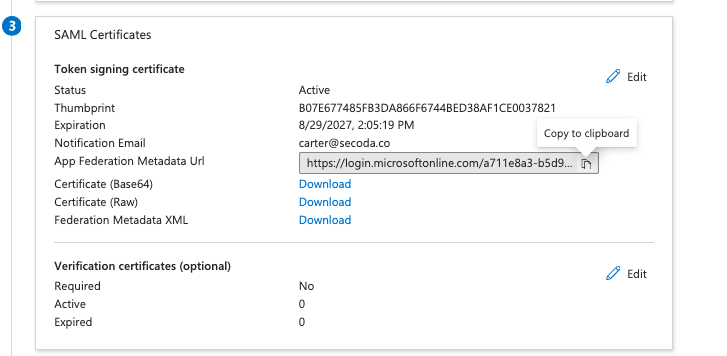 3
SAML Certificates
Token signing certificate
Edit
Status Active
Thumbprint B07E677485FB3DA866F6744BED38AF1CE0037821
Expiration 8/29/2027, 2:05:19 PM
Notification Email carter@secoda.co
Copy to clipboard
App Federation Metadata Url https://login.microsoftonline.com/a711e8a3-b5d9...
Certificate (Base64) Download
Certificate (Raw) Download
Federation Metadata XML Download
Verification certificates (optional)
Edit
Required No
Active 0
Expired 0